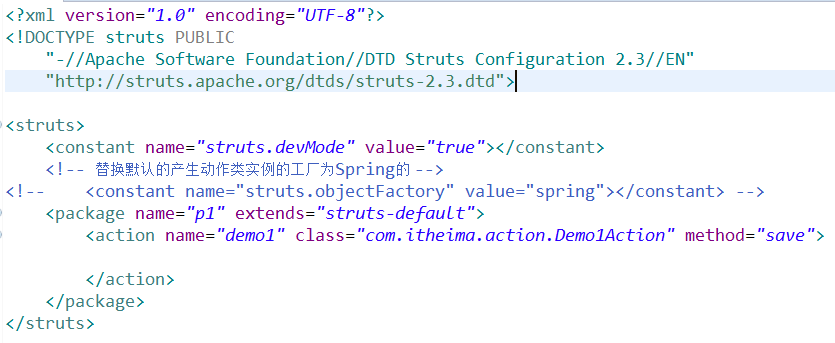 <?xml version="1.0" encoding="UTF-8"?>
<!DOCTYPE struts PUBLIC
    "-//Apache Software Foundation//DTD Struts Configuration 2.3//EN"
    "http://struts.apache.org/dtds/struts-2.3.dtd">

<struts>
    <constant name="struts.devMode" value="true"></constant>
    <!-- 替换默认的产生动作类实例的工厂为Spring的 -->
<!--    <constant name="struts.objectFactory" value="spring"></constant> -->
    <package name="p1" extends="struts-default">
        <action name="demo1" class="com.itheima.action.Demo1Action" method="save">

        </action>
    </package>
</struts>